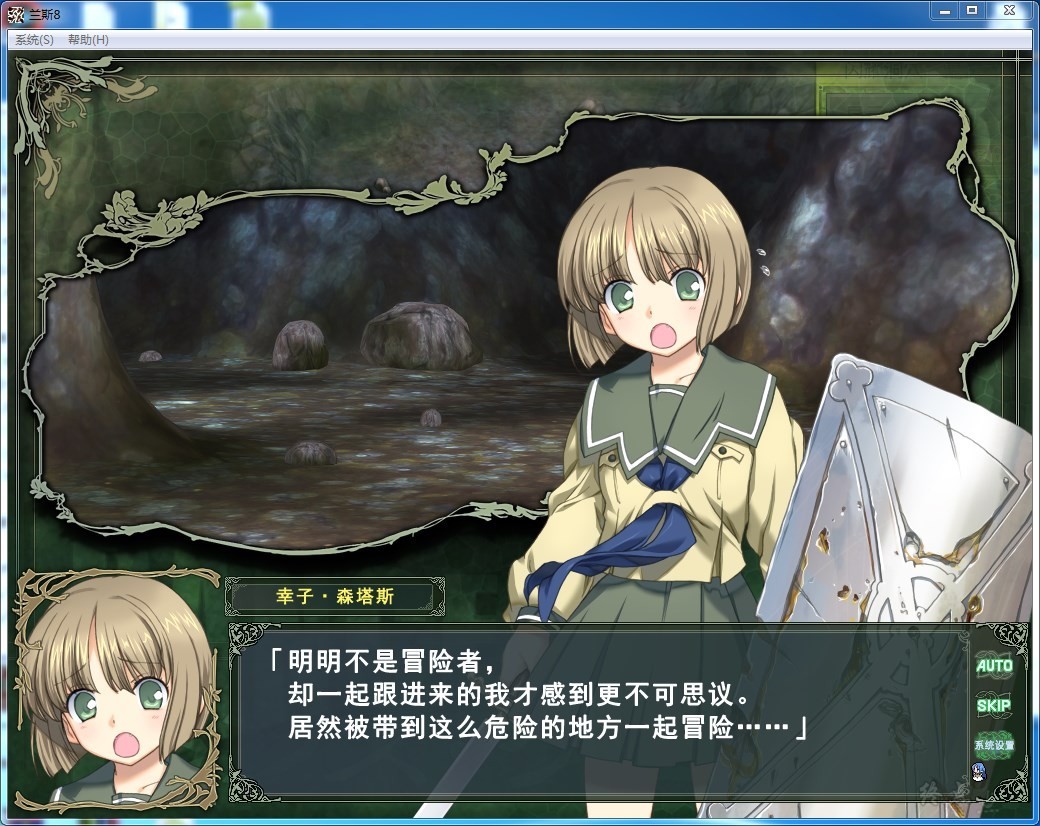 兰斯8
系统(S) 帮助(H)
幸子·森塔斯
「明明不是冒险者，
却一起跟进来的我才感到更不可思议。
居然被带到这么危险的地方一起冒险……」
AUTO
SKIP
系统设置